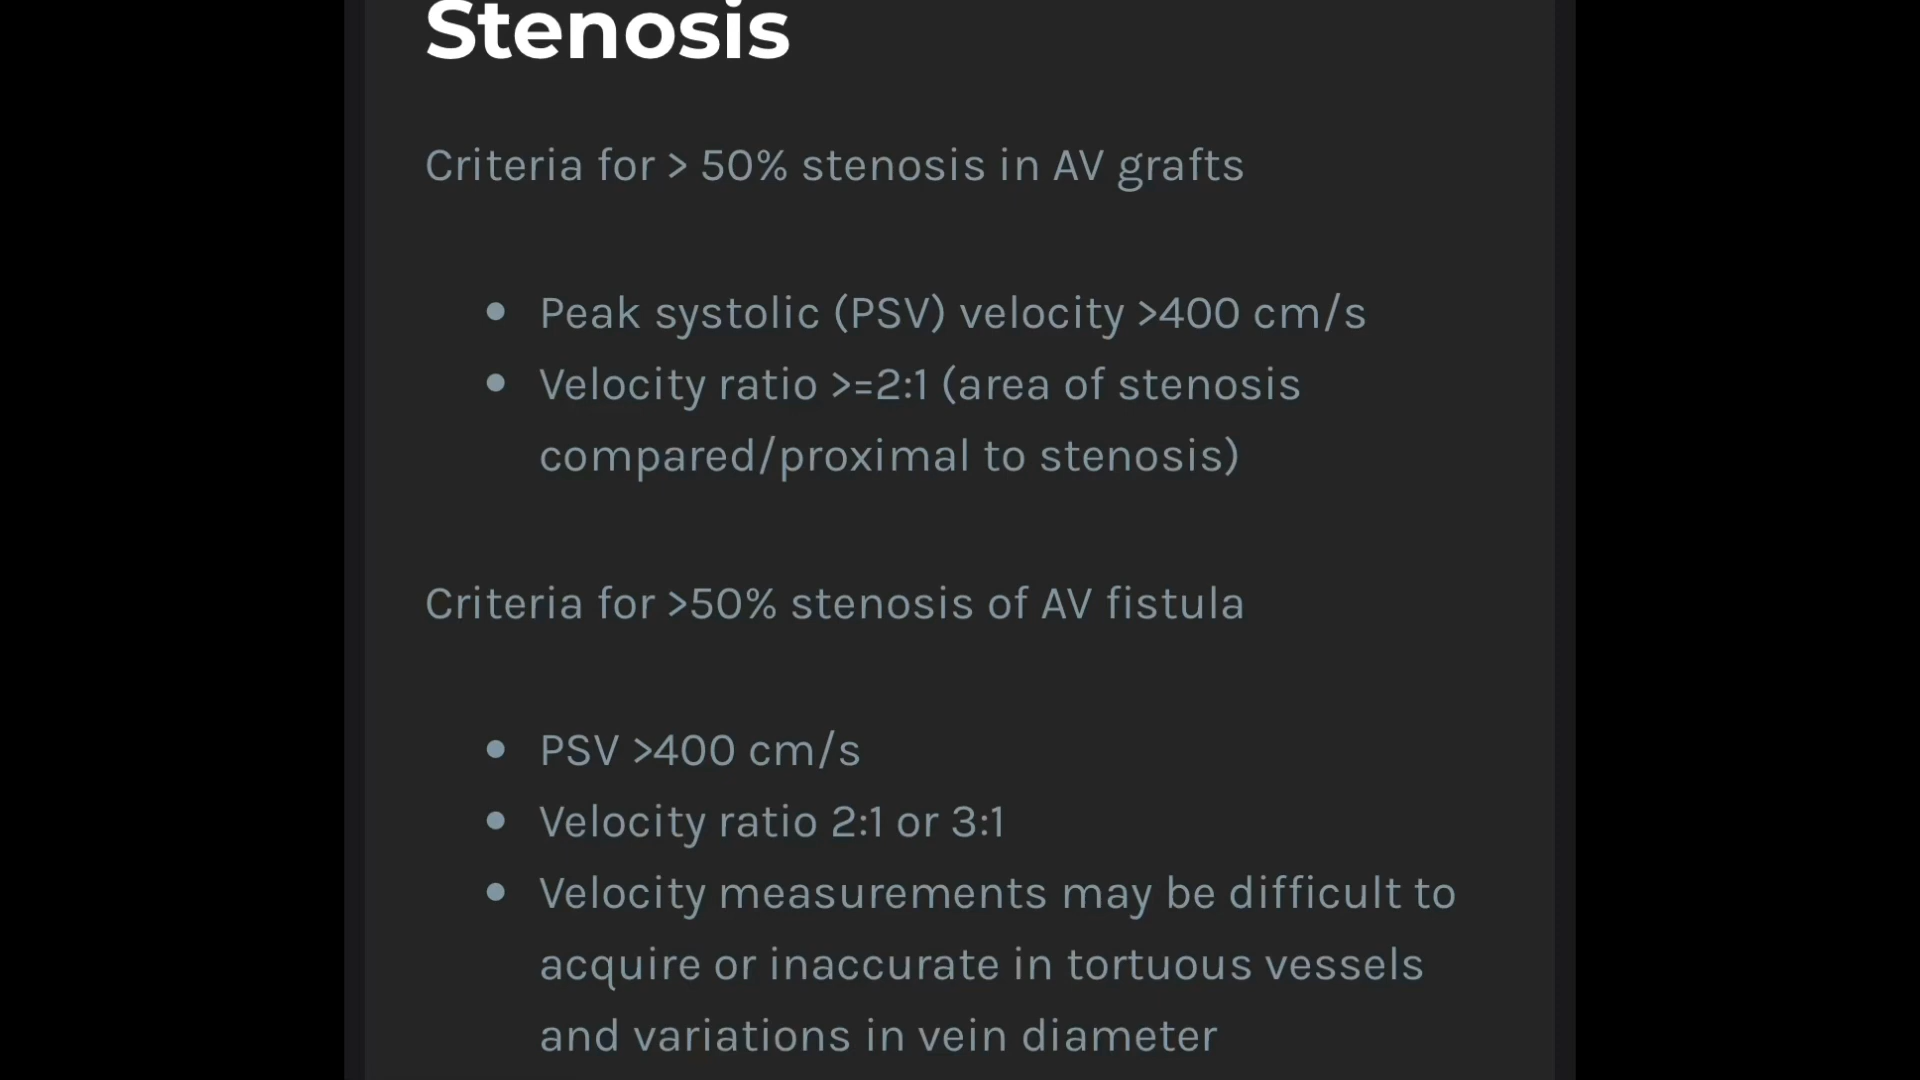 Stenosis
Criteria for > 50% stenosis in AV grafts
• Peak systolic (PSV) velocity >400 cm/s
• Velocity ratio >=2:1 (area of stenosis
compared/proximal to stenosis)
Criteria for >50% stenosis of AV fistula
• PSV >400 cm/s
• Velocity ratio 2:1 or 3:1
• Velocity measurements may be difficult to
acquire or inaccurate in tortuous vessels
and variations in vein diameter